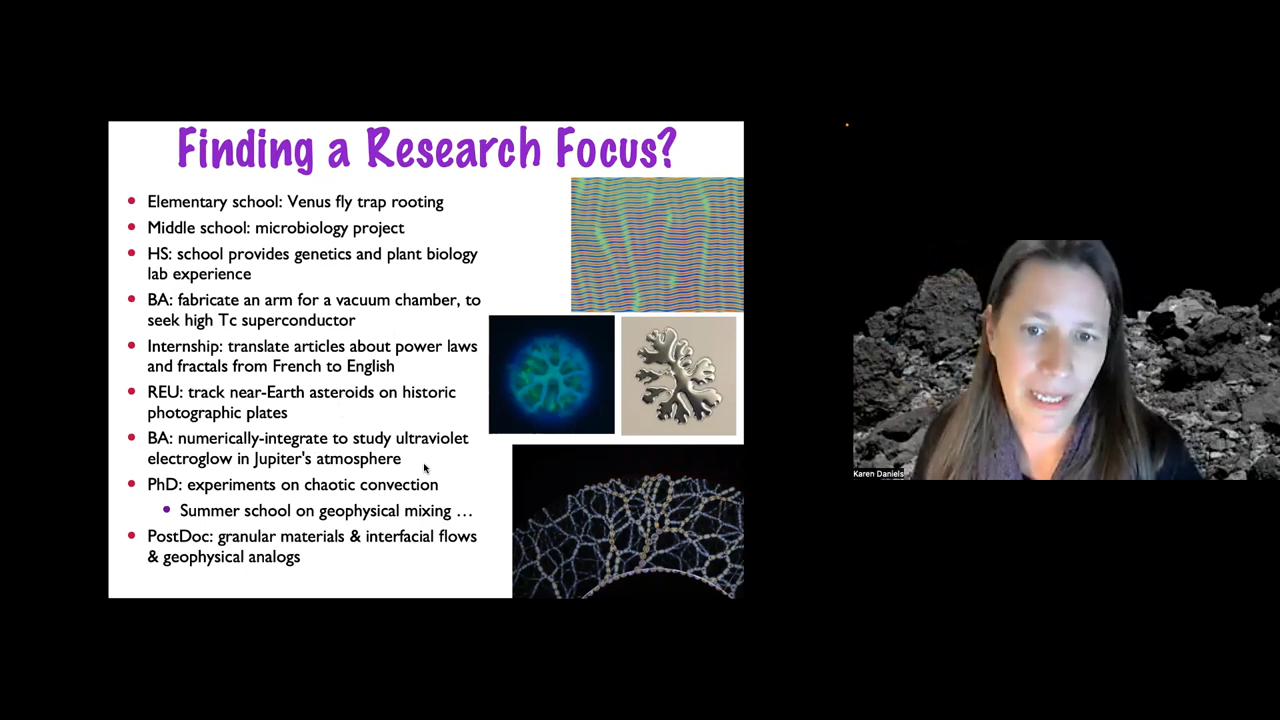 Finding a Research Focus?
• Elementary school: Venus fly trap rooting
• Middle school: microbiology project
• HS: school provides genetics and plant biology
lab experience
• BA: fabricate an arm for a vacuum chamber, to
seek high Tc superconductor
• Internship: translate articles about power laws
and fractals from French to English
• REU: track near-Earth asteroids on historic
photographic plates
• BA: numerically-integrate to study ultraviolet
electroglow in Jupiter's atmosphere
• PhD: experiments on chaotic convection
• Summer school on geophysical mixing …
• PostDoc: granular materials & interfacial flows
& geophysical analogs
Karen Daniels